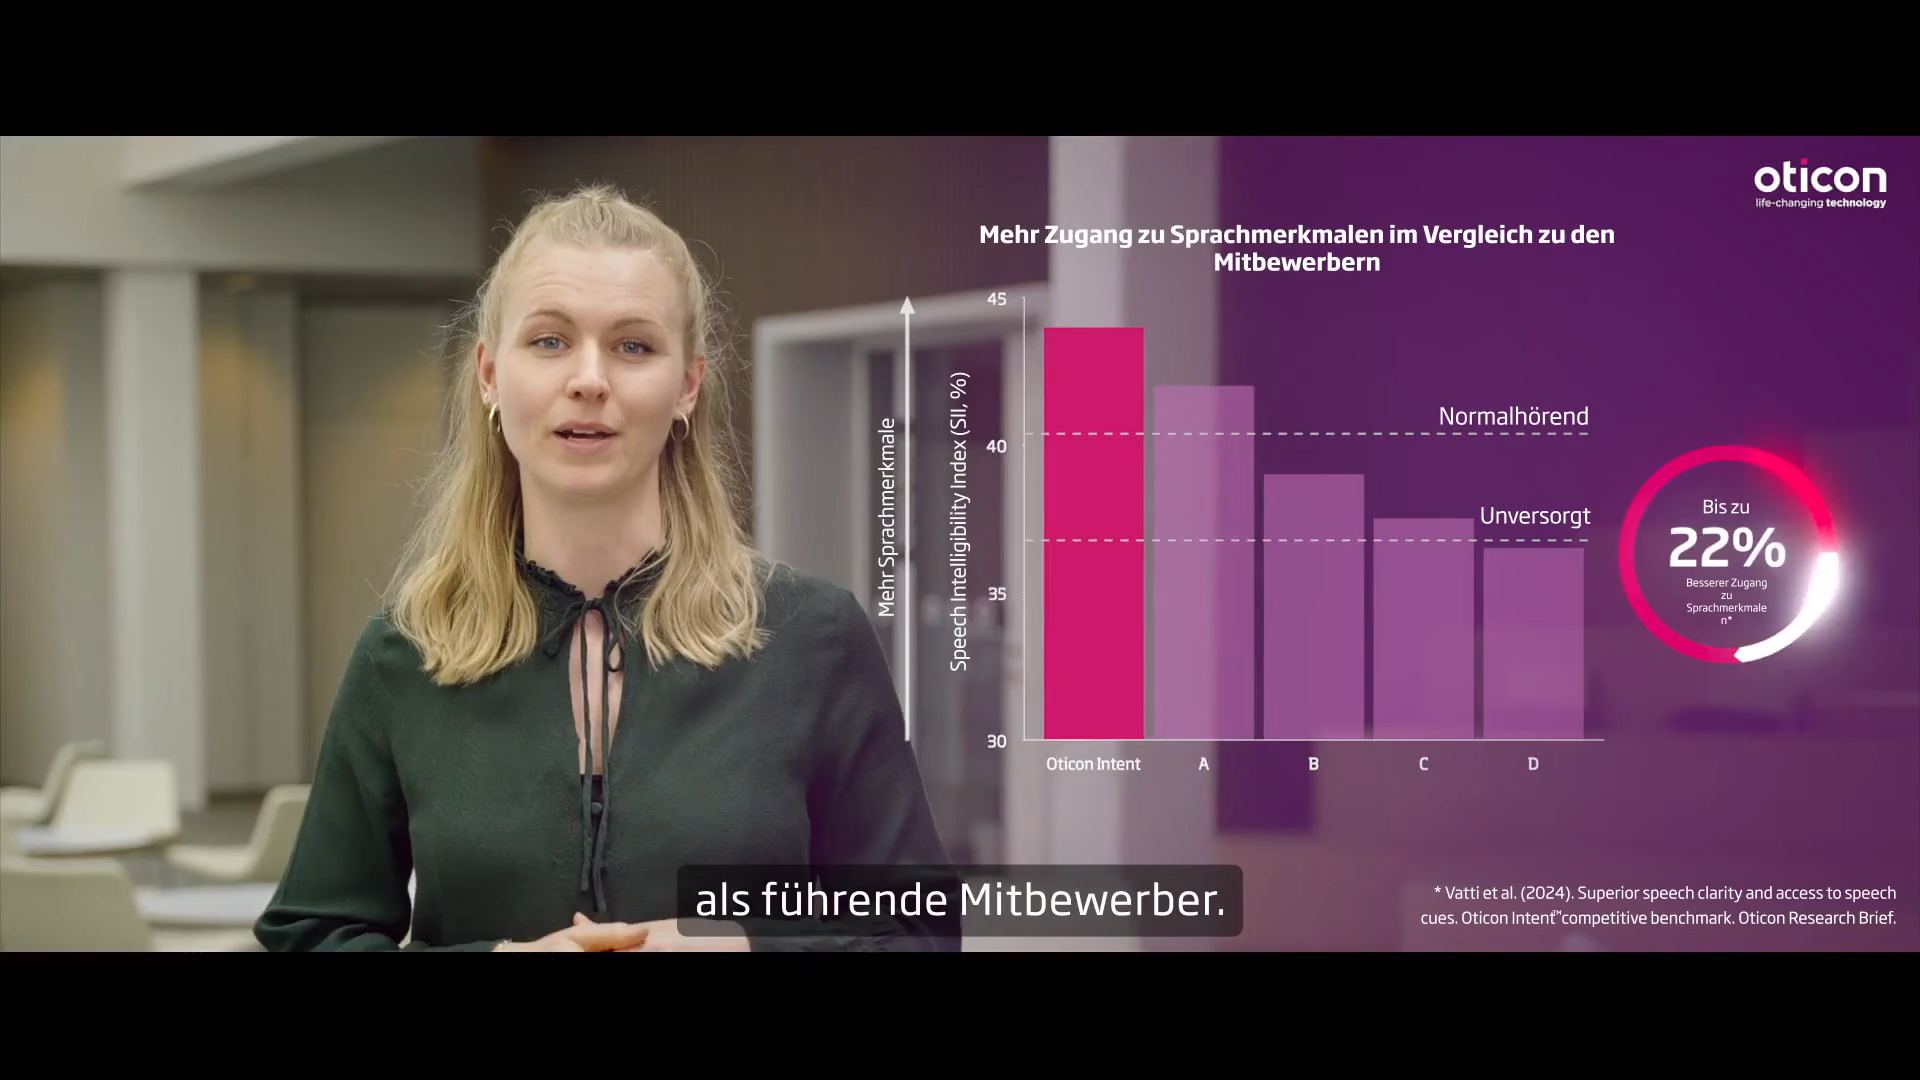 oticon
life-changing technology
Mehr Zugang zu Sprachmerkmalen im Vergleich zu den
Mitbewerbern
Mehr Sprachmerkmale
Speech Intelligibility Index (SII, %)
45
40
35
30
Normalhörend
Unversorgt
Oticon Intent
A
B
C
D
Bis zu
22%
Besserer Zugang
zu
Sprachmerkmale
n*
als führende Mitbewerber.
* Vatti et al. (2024). Superior speech clarity and access to speech
cues. Oticon Intent™ competitive benchmark. Oticon Research Brief.